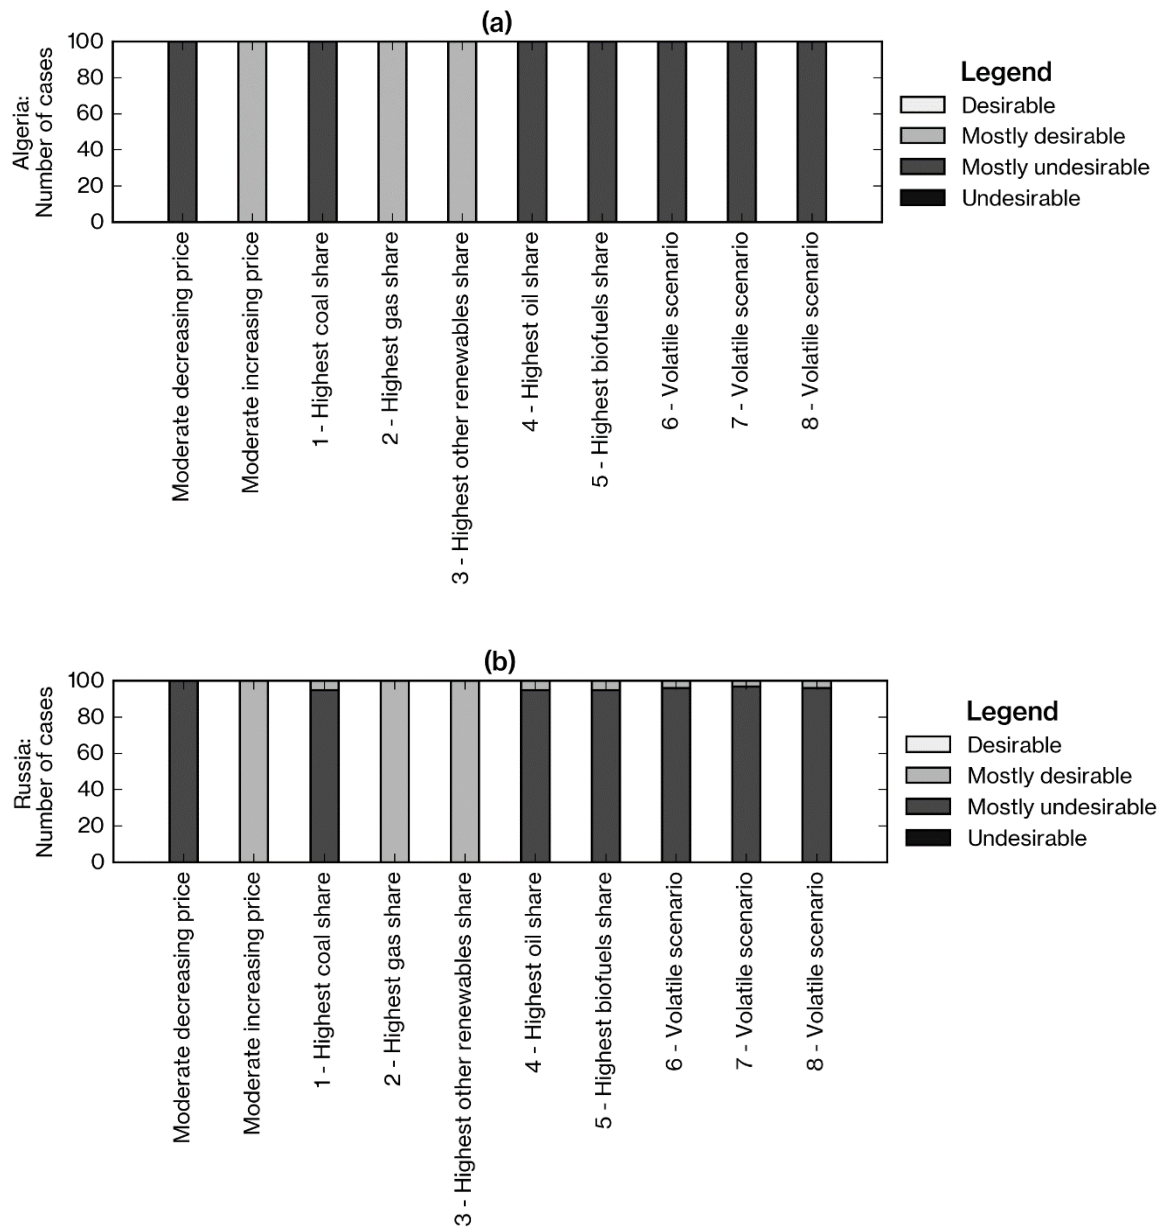 (a)
Algeria:
Number of cases
100
80
60
40
20
0
Moderate decreasing price
Moderate increasing price
1 - Highest coal share
2 - Highest gas share
3 - Highest other renewables share
4 - Highest oil share
5 - Highest biofuels share
6 - Volatile scenario
7 - Volatile scenario
8 - Volatile scenario
Legend
Desirable
Mostly desirable
Mostly undesirable
Undesirable
(b)
Russia:
Number of cases
100
80
60
40
20
0
Moderate decreasing price
Moderate increasing price
1 - Highest coal share
2 - Highest gas share
3 - Highest other renewables share
4 - Highest oil share
5 - Highest biofuels share
6 - Volatile scenario
7 - Volatile scenario
8 - Volatile scenario
Legend
Desirable
Mostly desirable
Mostly undesirable
Undesirable